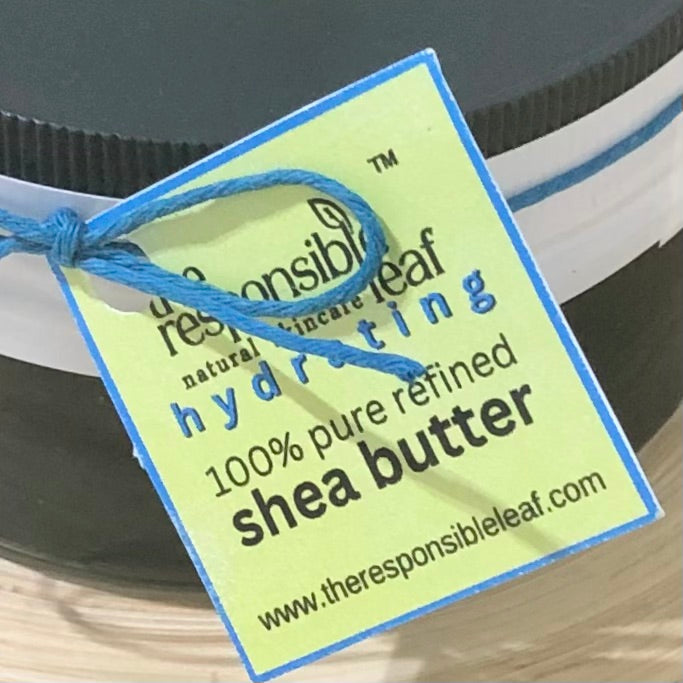 TM
the
responsible leaf
natural skincare
hydrating
100% pure refined
shea butter
www.theresponsibleleaf.com